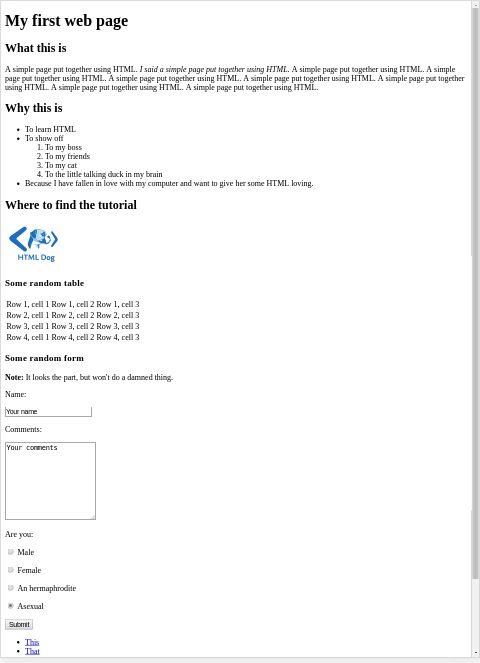 My first web page
What this is
A simple page put together using HTML. I said a simple page put together using HTML. A simple page put together using HTML. A simple
page put together using HTML. A simple page put together using HTML. A simple page put together using HTML. A simple page put together
using HTML. A simple page put together using HTML. A simple page put together using HTML.
Why this is
• To learn HTML
• To show off
1. To my boss
2. To my friends
3. To my cat
4. To the little talking duck in my brain
• Because I have fallen in love with my computer and want to give her some HTML loving.
Where to find the tutorial
HTML Dog
Some random table
Row 1, cell 1 Row 1, cell 2 Row 1, cell 3
Row 2, cell 1 Row 2, cell 2 Row 2, cell 3
Row 3, cell 1 Row 3, cell 2 Row 3, cell 3
Row 4, cell 1 Row 4, cell 2 Row 4, cell 3
Some random form
Note: It looks the part, but won't do a damned thing.
Name:
Your name
Comments:
Your comments
Are you:
Male
Female
An hermaphrodite
Asexual
Submit
• This
• That